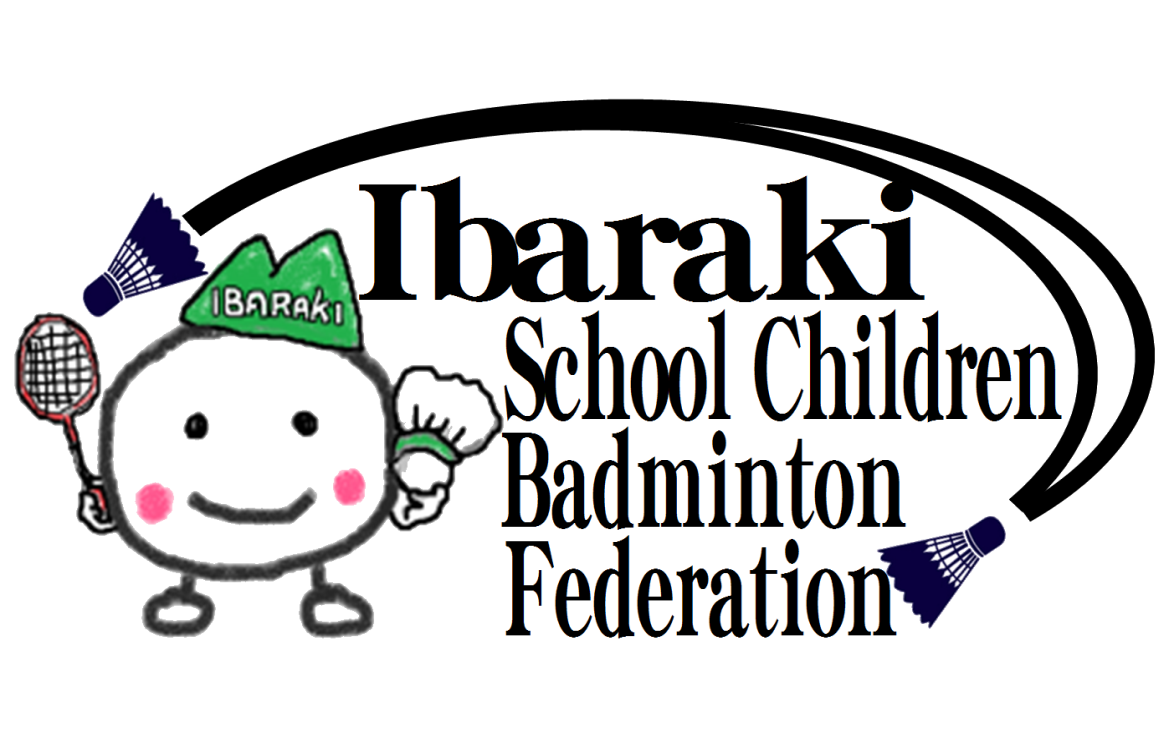 Ibaraki
IBARAKI
School Children
Badminton
Federation